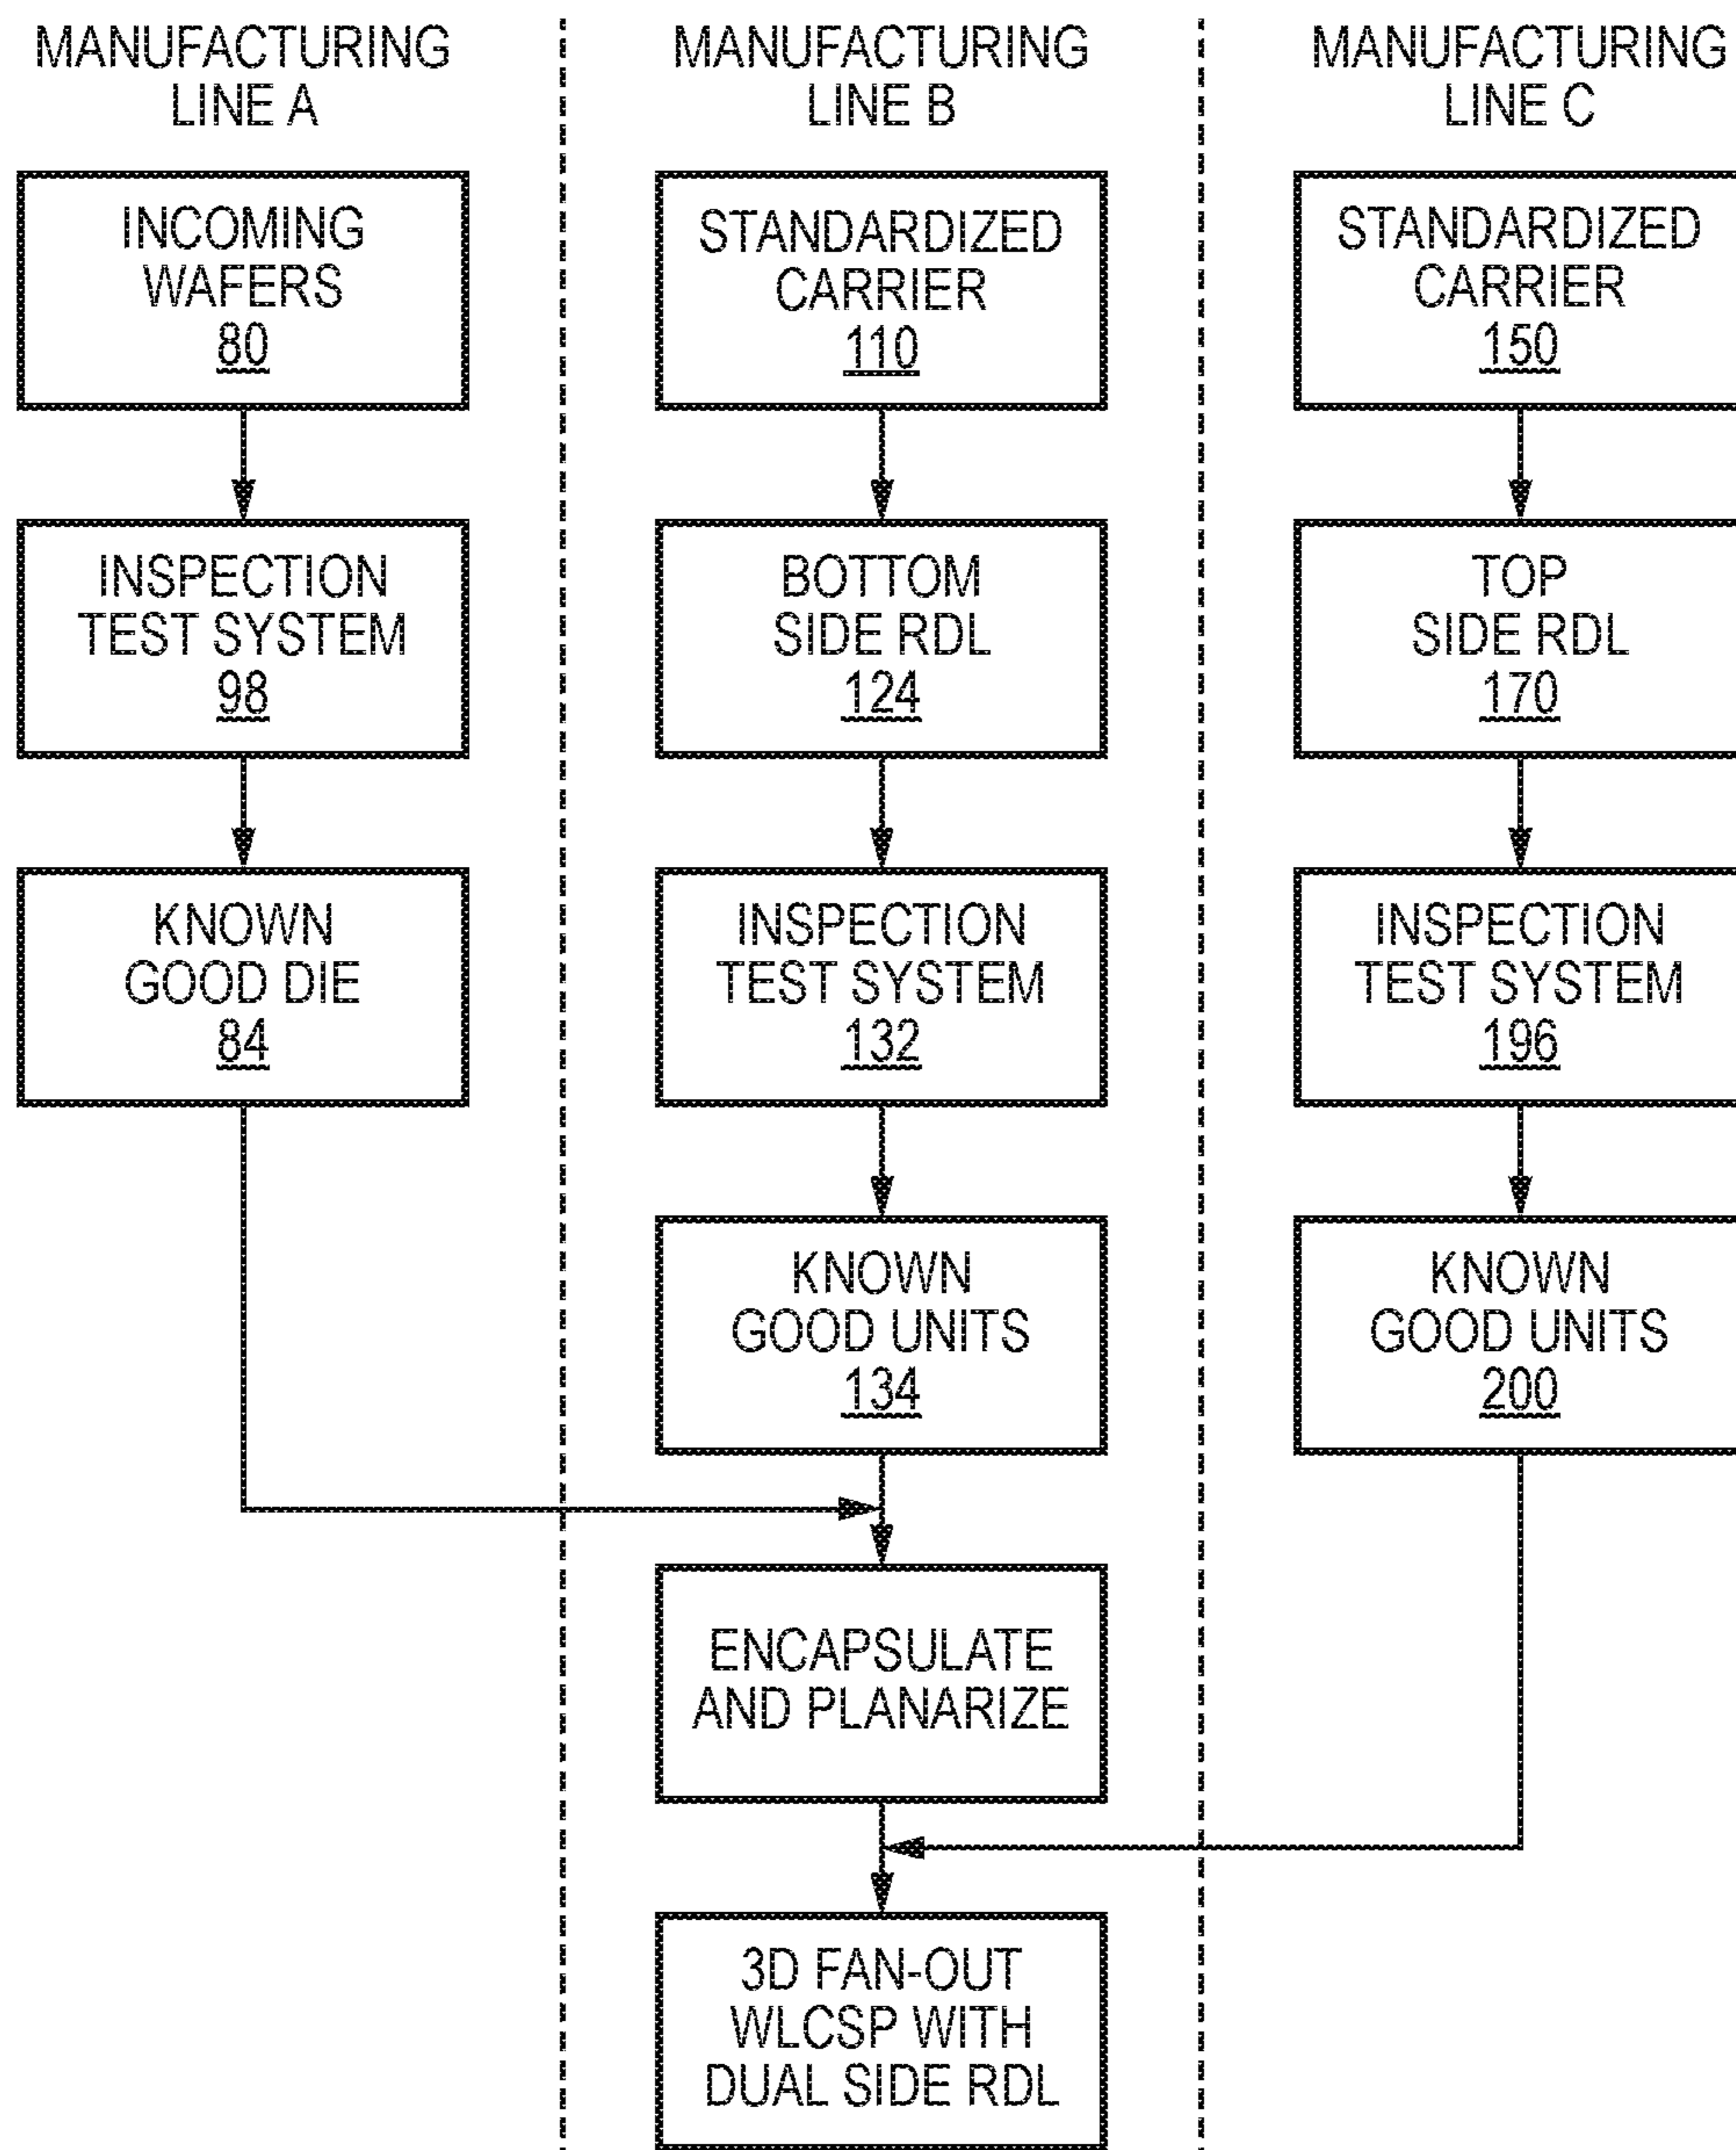 MANUFACTURING
LINE A
INCOMING
WAFERS
80
INSPECTION
TEST SYSTEM
98
KNOWN
GOOD DIE
84
MANUFACTURING
LINE B
STANDARDIZED
CARRIER
110
BOTTOM
SIDE RDL
124
INSPECTION
TEST SYSTEM
132
KNOWN
GOOD UNITS
134
ENCAPSULATE
AND PLANARIZE
3D FAN-OUT
WLCSP WITH
DUAL SIDE RDL
MANUFACTURING
LINE C
STANDARDIZED
CARRIER
150
TOP
SIDE RDL
170
INSPECTION
TEST SYSTEM
196
KNOWN
GOOD UNITS
200